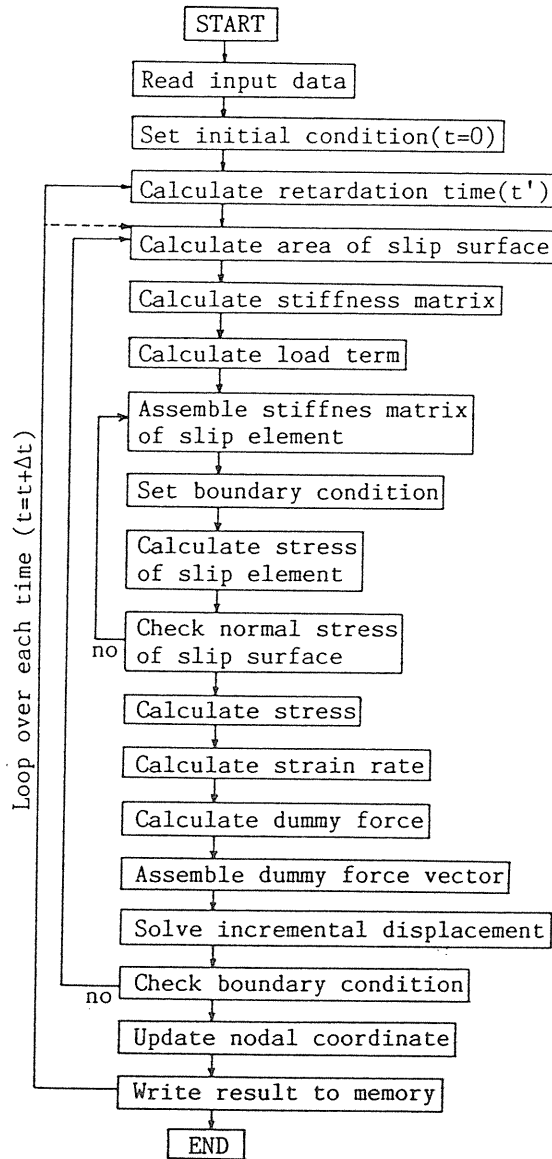 START
Read input data
Set initial condition(t=0)
Calculate retardation time(t')
Calculate area of slip surface
Calculate stiffness matrix
Calculate load term
Assemble stiffnes matrix
of slip element
Set boundary condition
Calculate stress
of slip element
Check normal stress
of slip surface
no
Calculate stress
Calculate strain rate
Calculate dummy force
Assemble dummy force vector
Solve incremental displacement
Check boundary condition
no
Update nodal coordinate
Write result to memory
END
Loop over each time (t=t+Δt)